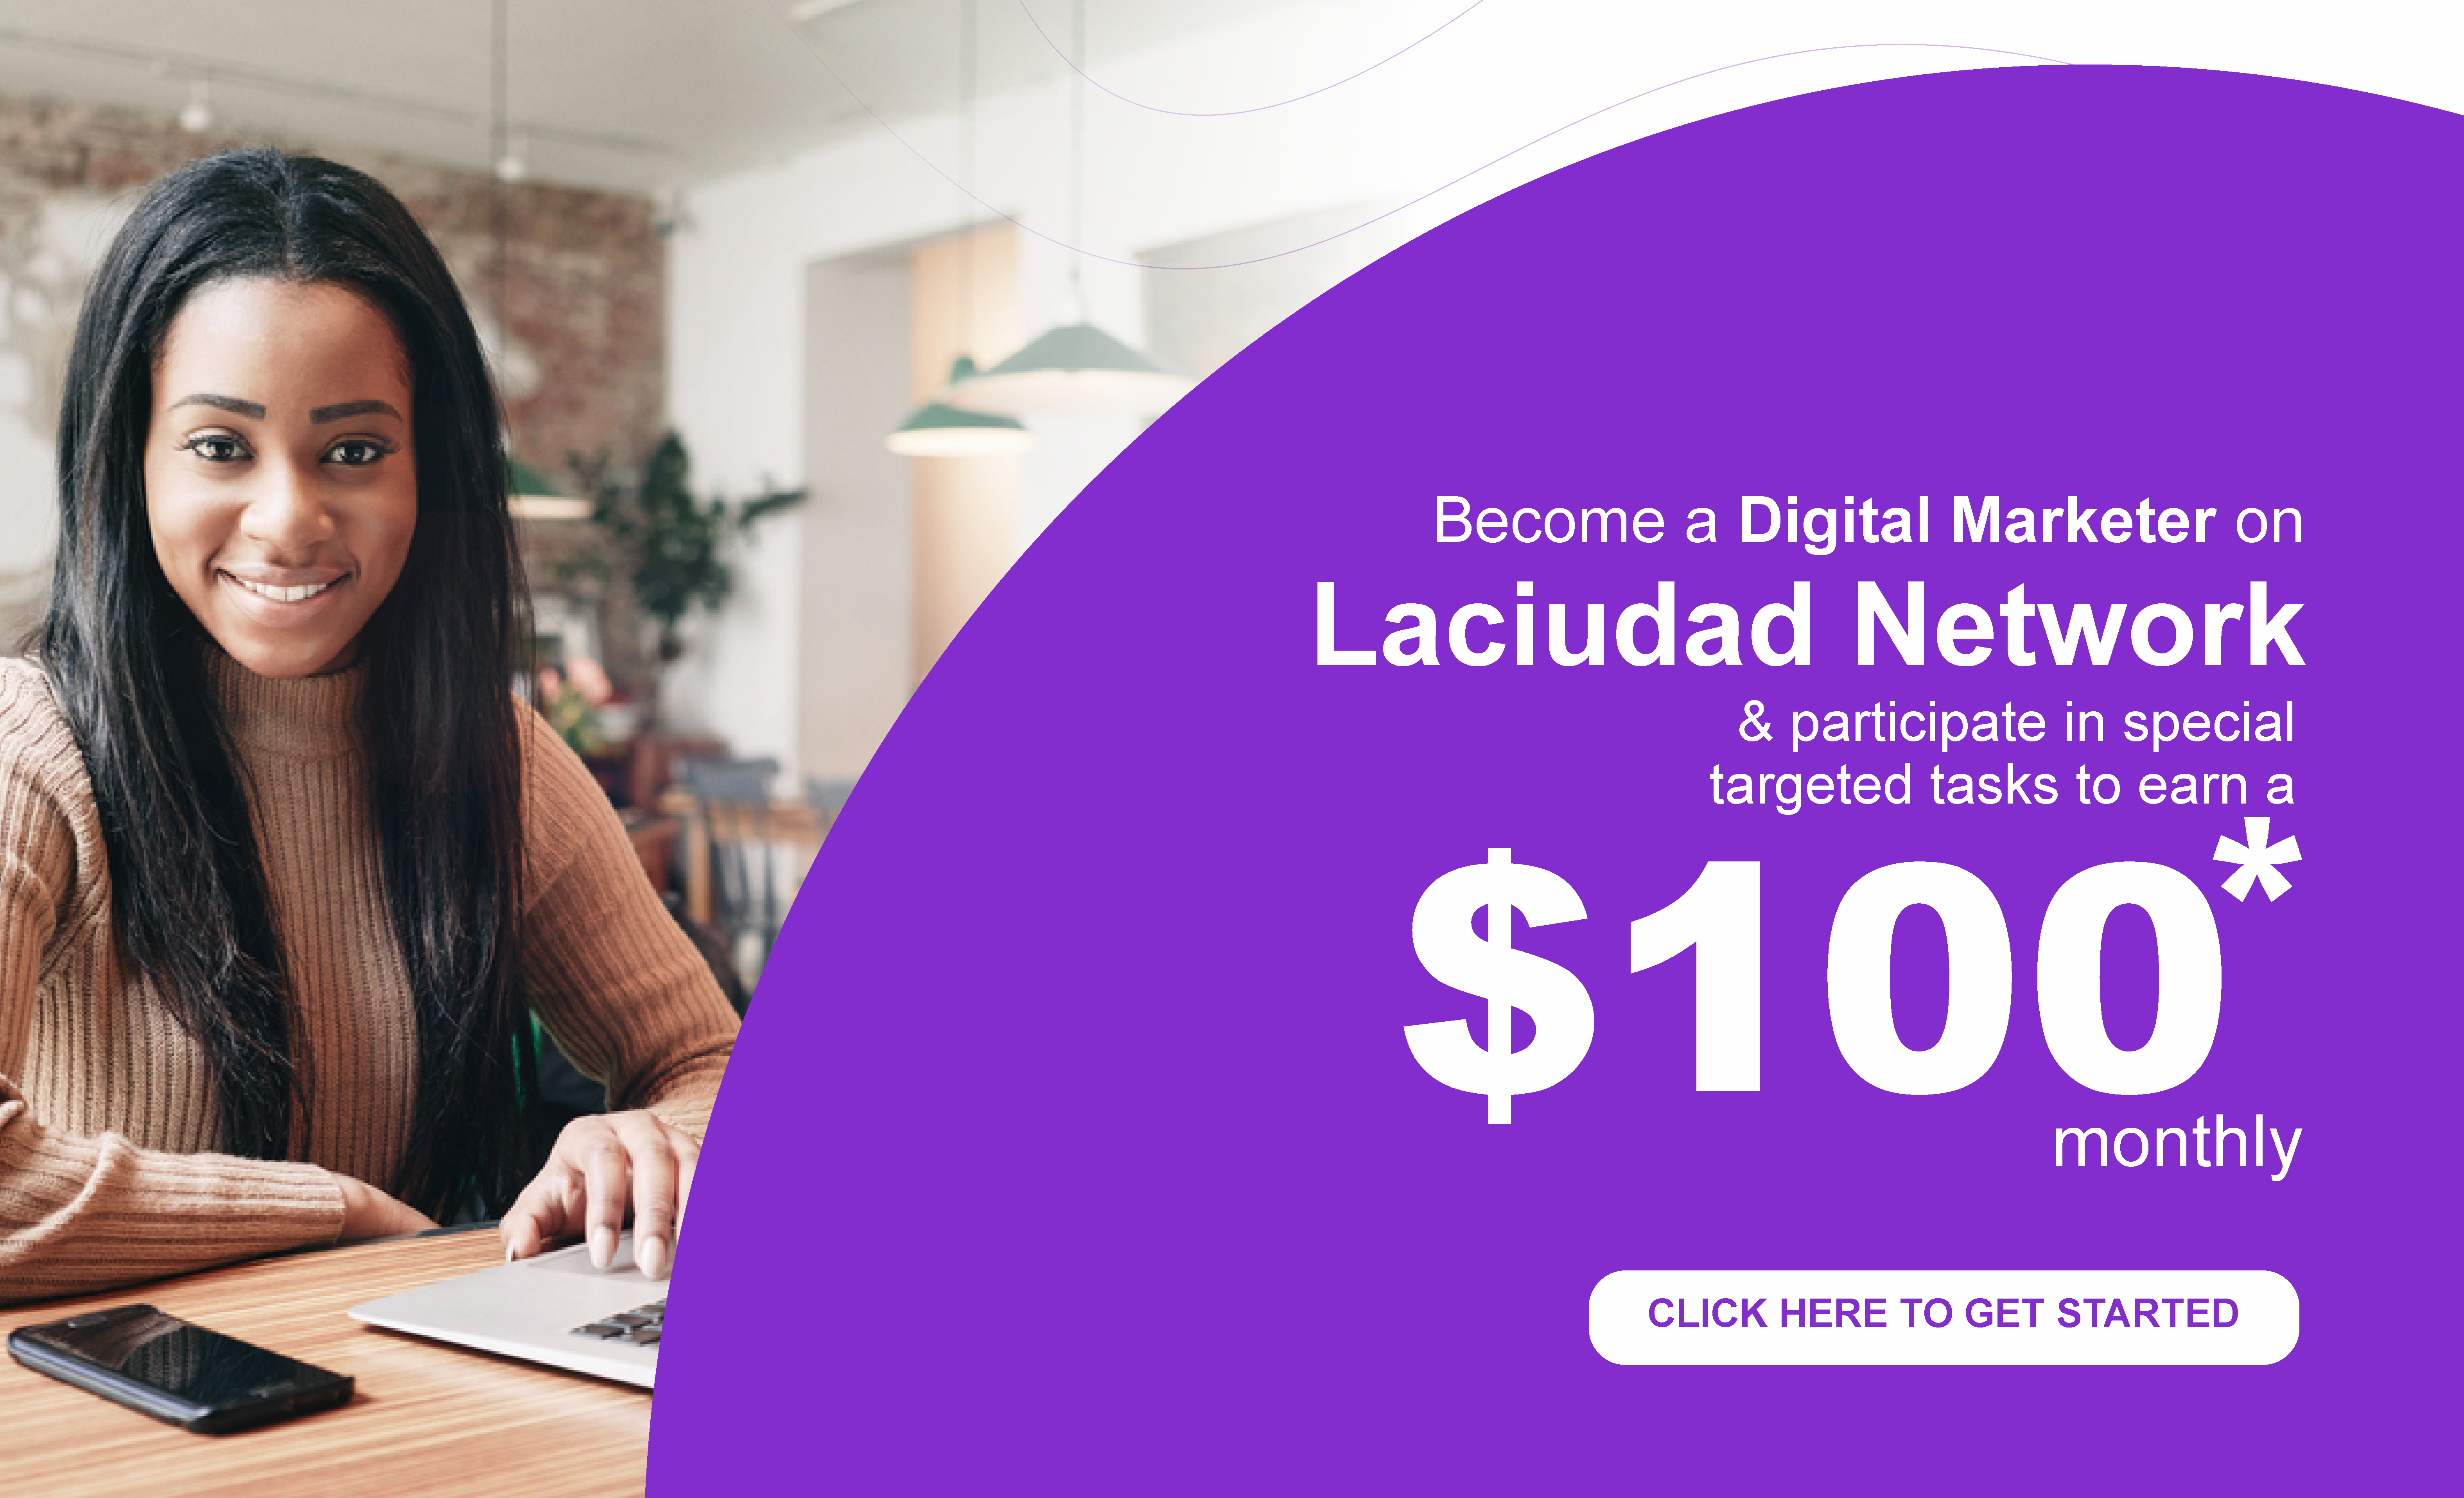 Become a Digital Marketer on
Laciudad Network
& participate in special
targeted tasks to earn a
$100*
monthly
CLICK HERE TO GET STARTED